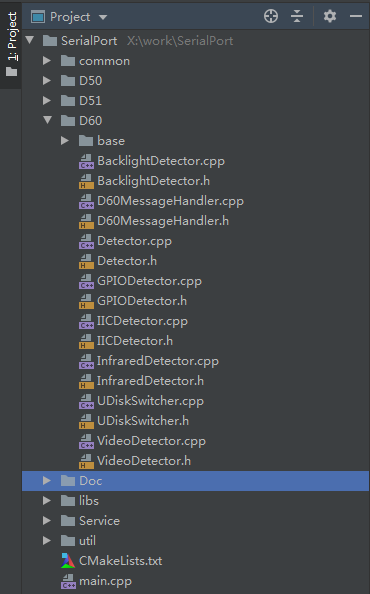 1: Project
Project
SerialPort X:\work\SerialPort
common
D50
D51
D60
base
BacklightDetector.cpp
BacklightDetector.h
D60MessageHandler.cpp
D60MessageHandler.h
Detector.cpp
Detector.h
GPIODetector.cpp
GPIODetector.h
IICDetector.cpp
IICDetector.h
InfraredDetector.cpp
InfraredDetector.h
UDiskSwitcher.cpp
UDiskSwitcher.h
VideoDetector.cpp
VideoDetector.h
Doc
libs
Service
util
CMakeLists.txt
main.cpp